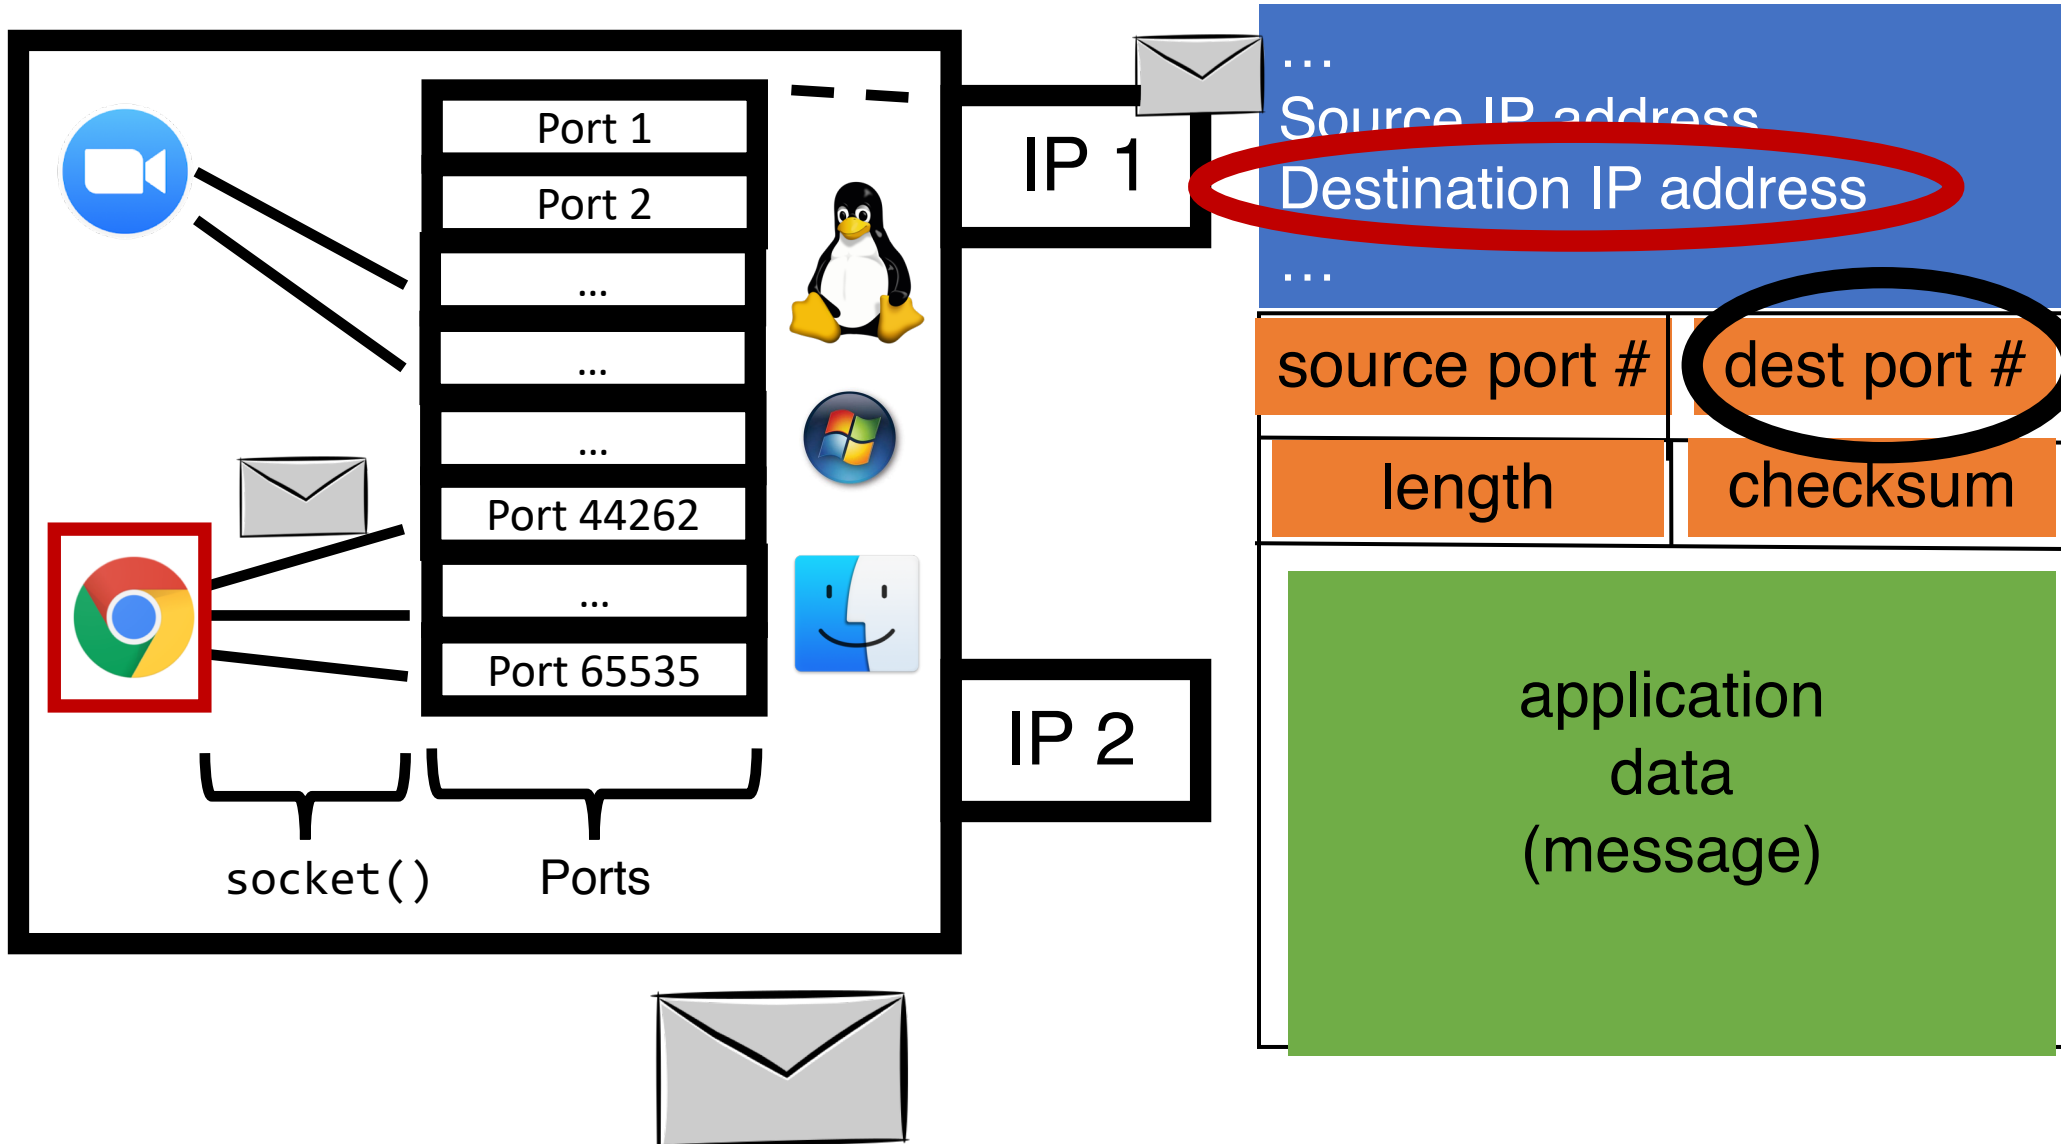 Port 1
Port 2
...
...
...
Port 44262
...
Port 65535
socket()
Ports
IP 1
IP 2
...
Source IP address
Destination IP address
...
source port #
dest port #
length
checksum
application
data
(message)